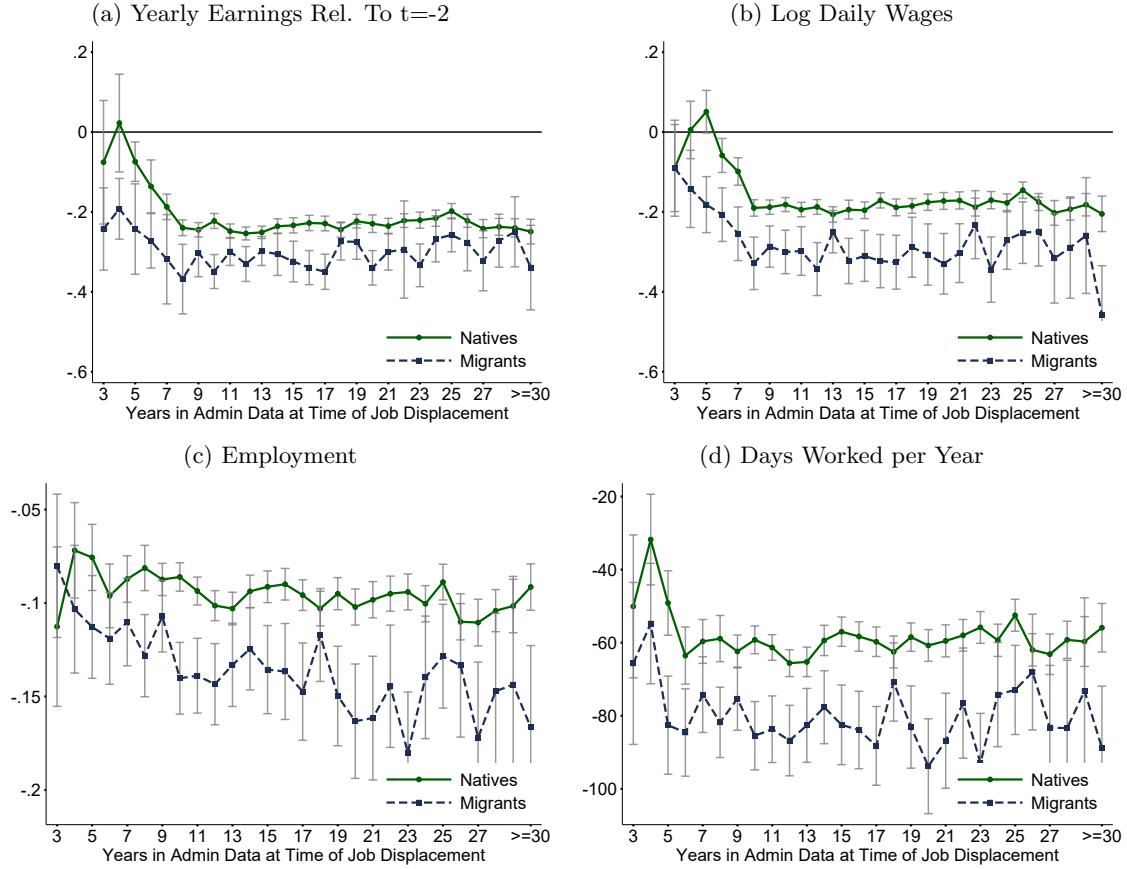 (a) Yearly Earnings Rel. To t=-2
.2
0
-.2
-.4
-.6
Natives
Migrants
3 5 7 9 11 13 15 17 19 21 23 25 27 >=30
Years in Admin Data at Time of Job Displacement
(b) Log Daily Wages
.2
0
-.2
-.4
-.6
Natives
Migrants
3 5 7 9 11 13 15 17 19 21 23 25 27 >=30
Years in Admin Data at Time of Job Displacement
(c) Employment
-.05
-.1
-.15
-.2
Natives
Migrants
3 5 7 9 11 13 15 17 19 21 23 25 27 >=30
Years in Admin Data at Time of Job Displacement
(d) Days Worked per Year
-20
-40
-60
-80
-100
Natives
Migrants
3 5 7 9 11 13 15 17 19 21 23 25 27 >=30
Years in Admin Data at Time of Job Displacement